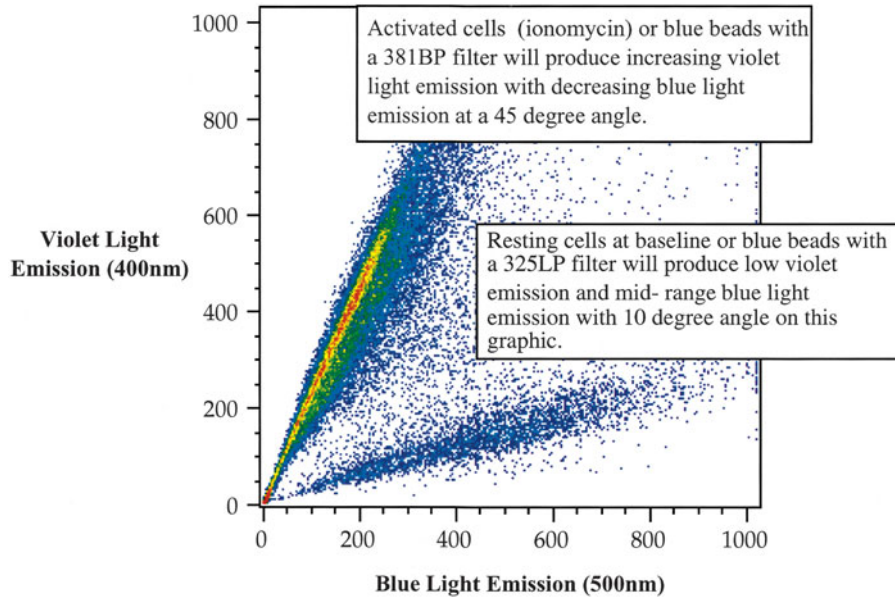 1000
Activated cells (ionomycin) or blue beads with
a 381BP filter will produce increasing violet
light emission with decreasing blue light
emission at a 45 degree angle.
800
600
Violet Light
Emission (400nm)
Resting cells at baseline or blue beads with
a 325LP filter will produce low violet
emission and mid- range blue light
emission with 10 degree angle on this
graphic.
400
200
0
0 200 400 600 800 1000
Blue Light Emission (500nm)